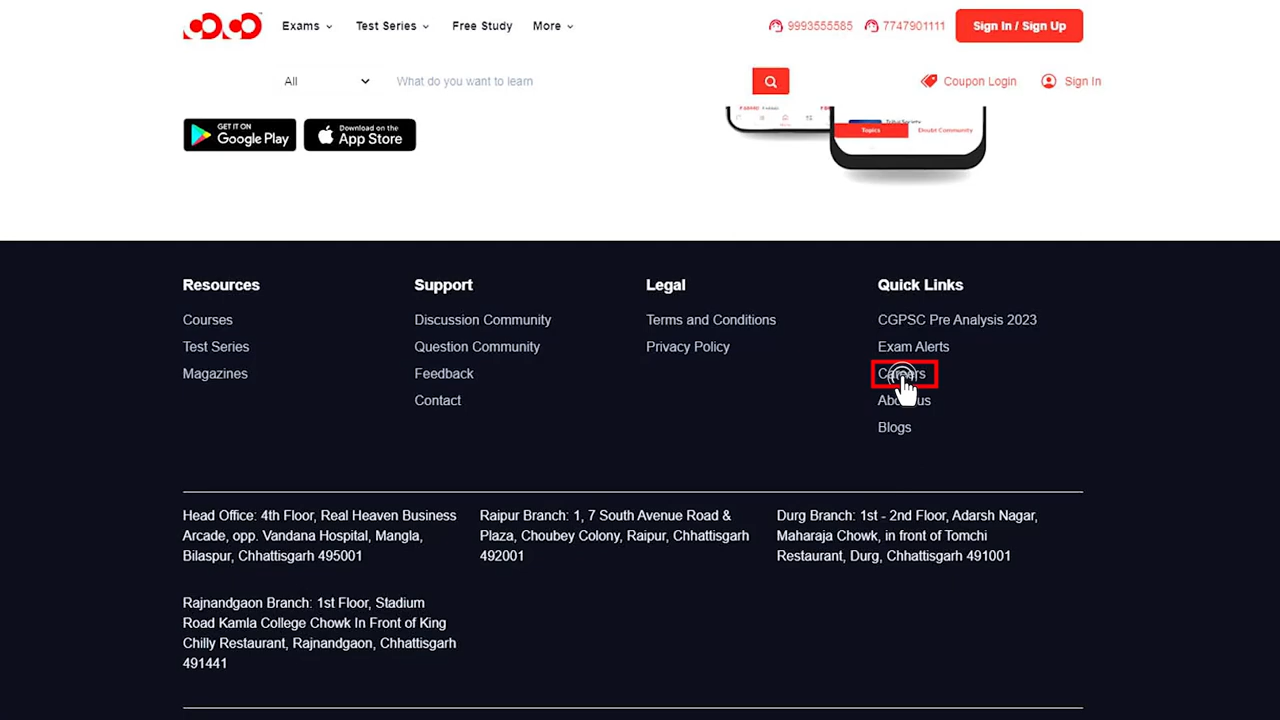 Exams
Test Series
Free Study
More
9993555585
7747901111
Sign In / Sign Up
All
What do you want to learn
Coupon Login
Sign In
GET IT ON
Google Play
Download on the
App Store
Topics
Doubt Community
Resources
Courses
Test Series
Magazines
Support
Discussion Community
Question Community
Feedback
Contact
Legal
Terms and Conditions
Privacy Policy
Quick Links
CGPSC Pre Analysis 2023
Exam Alerts
Careers
About us
Blogs
Head Office: 4th Floor, Real Heaven Business
Arcade, opp. Vandana Hospital, Mangla,
Bilaspur, Chhattisgarh 495001
Raipur Branch: 1, 7 South Avenue Road &
Plaza, Choubey Colony, Raipur, Chhattisgarh
492001
Durg Branch: 1st - 2nd Floor, Adarsh Nagar,
Maharaja Chowk, in front of Tomchi
Restaurant, Durg, Chhattisgarh 491001
Rajnandgaon Branch: 1st Floor, Stadium
Road Kamla College Chowk In Front of King
Chilly Restaurant, Rajnandgaon, Chhattisgarh
491441